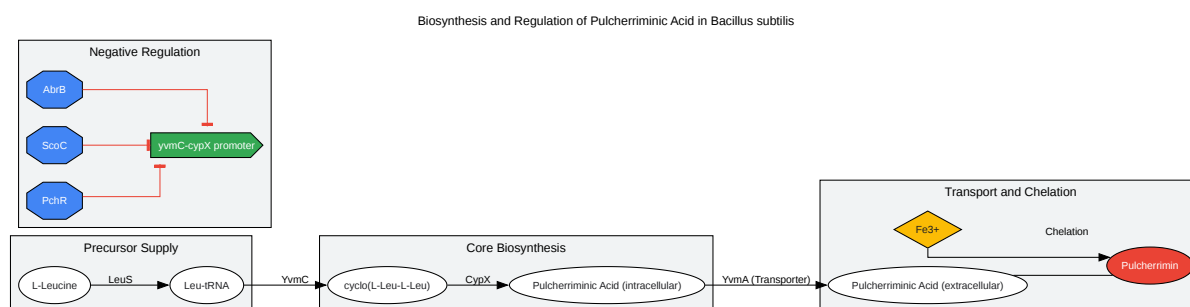 Biosynthesis and Regulation of Pulcherriminic Acid in Bacillus subtilis
Negative Regulation
AbrB
ScoC
yvmC-cypX promoter
PchR
Precursor Supply
L-Leucine
LeuS
Leu-tRNA
YvmC
Core Biosynthesis
cyclo(L-Leu-L-Leu)
CypX
Pulcherriminic Acid (intracellular)
YvmA (Transporter)
Transport and Chelation
Fe3+
Chelation
Pulcherrimin
Pulcherriminic Acid (extracellular)